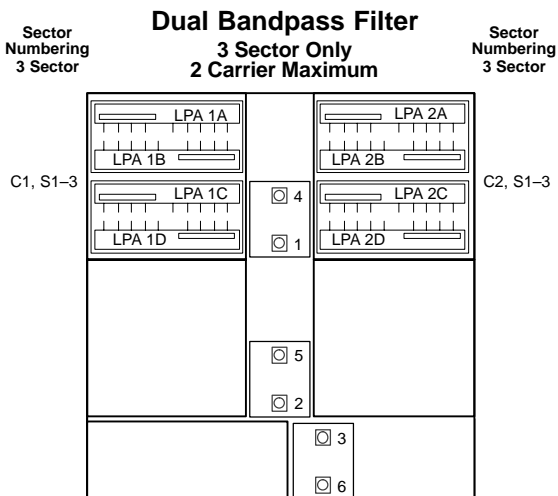 Dual Bandpass Filter
3 Sector Only
2 Carrier Maximum
Sector
Numbering
3 Sector
Sector
Numbering
3 Sector
LPA 1A
LPA 1B
LPA 2A
LPA 2B
C1, S1–3
C2, S1–3
LPA 1C
LPA 1D
4
1
LPA 2C
LPA 2D
5
2
3
6